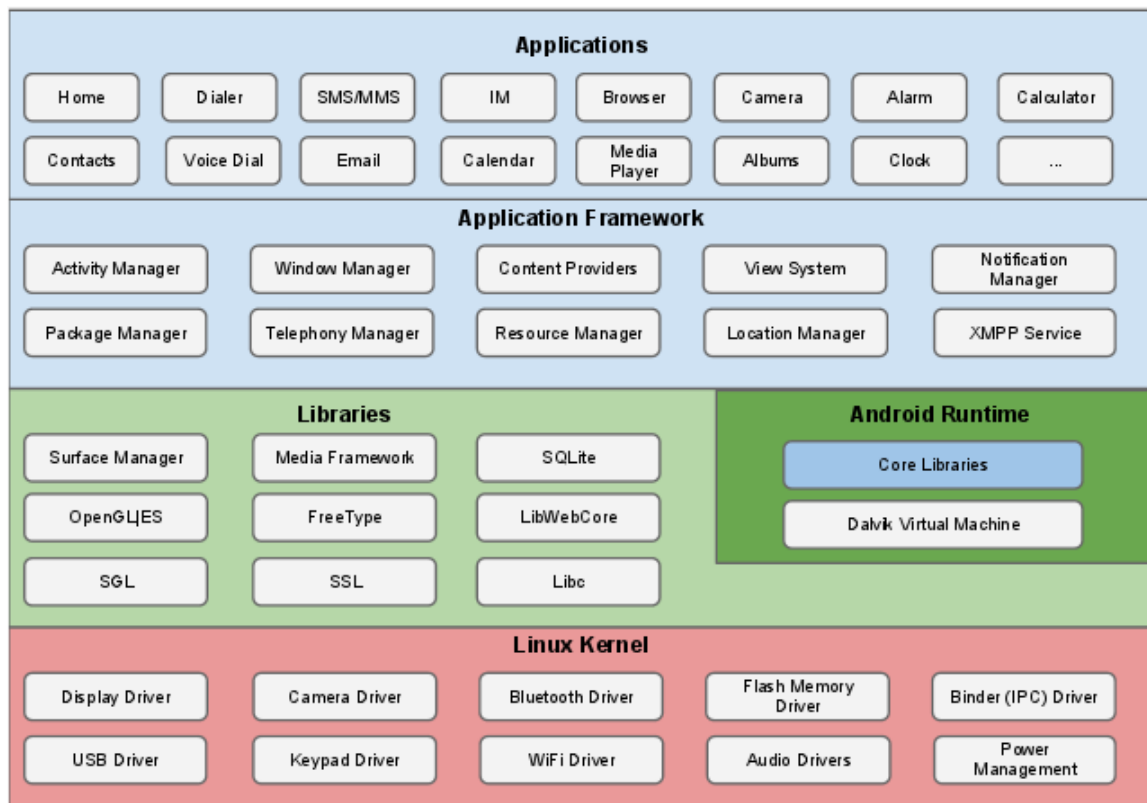 Applications
Home
Dialer
SMS/MMS
IM
Browser
Camera
Alarm
Calculator
Contacts
Voice Dial
Email
Calendar
Media
Player
Albums
Clock
...
Application Framework
Activity Manager
Window Manager
Content Providers
View System
Notification
Manager
Package Manager
Telephony Manager
Resource Manager
Location Manager
XMPP Service
Libraries
Surface Manager
Media Framework
SQLite
OpenGL|ES
FreeType
LibWebCore
SGL
SSL
Libc
Android Runtime
Core Libraries
Dalvik Virtual Machine
Linux Kernel
Display Driver
Camera Driver
Bluetooth Driver
Flash Memory
Driver
Binder (IPC) Driver
USB Driver
Keypad Driver
WiFi Driver
Audio Drivers
Power
Management